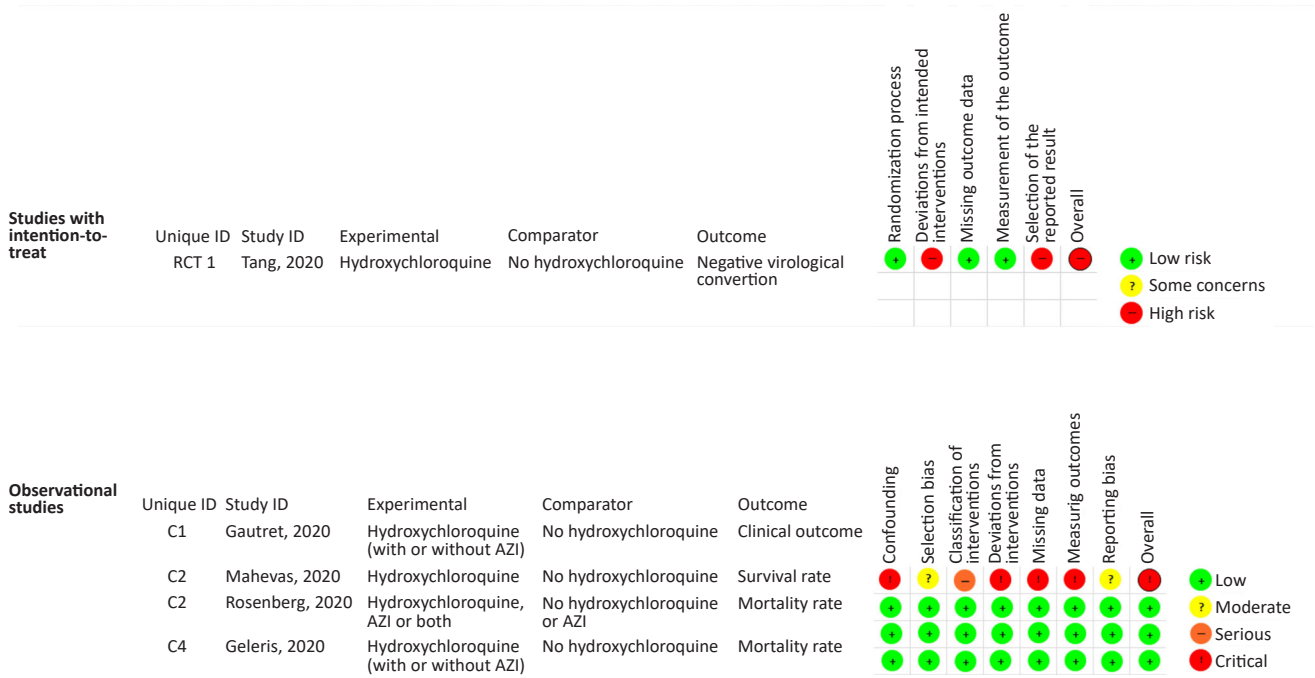 Randomization process
Deviations from intended
interventions
Missing outcome data
Measurement of the outcome
Selection of the
reported result
Overall
Studies with
intention-to-
treat
Unique ID Study ID Experimental Comparator Outcome
RCT 1 Tang, 2020 Hydroxychloroquine No hydroxychloroquine Negative virological
convertion
+ − + + − −
+ Low risk
? Some concerns
− High risk
Confounding
Selection bias
Classification of
interventions
Deviations from
interventions
Missing data
Measurig outcomes
Reporting bias
Overall
Observational
studies
Unique ID Study ID Experimental Comparator Outcome
C1 Gautret, 2020 Hydroxychloroquine No hydroxychloroquine Clinical outcome
(with or without AZI)
C2 Mahevas, 2020 Hydroxychloroquine No hydroxychloroquine Survival rate
! ? − ! ! ! ? !
C2 Rosenberg, 2020 Hydroxychloroquine, No hydroxychloroquine Mortality rate
AZI or both or AZI
+ + + + + + + +
+ + + + + + + +
C4 Geleris, 2020 Hydroxychloroquine No hydroxychloroquine Mortality rate
(with or without AZI)
+ + + + + + + +
+ Low
? Moderate
− Serious
! Critical